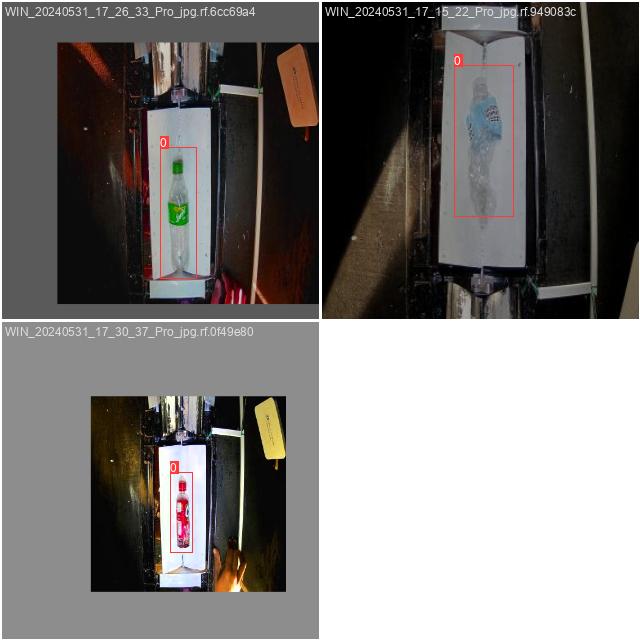 WIN_20240531_17_26_33_Pro_jpg.rf.6cc69a4
WIN_20240531_17_15_22_Pro_jpg.rf.949083c
0
0
WIN_20240531_17_30_37_Pro_jpg.rf.0f49e80
0